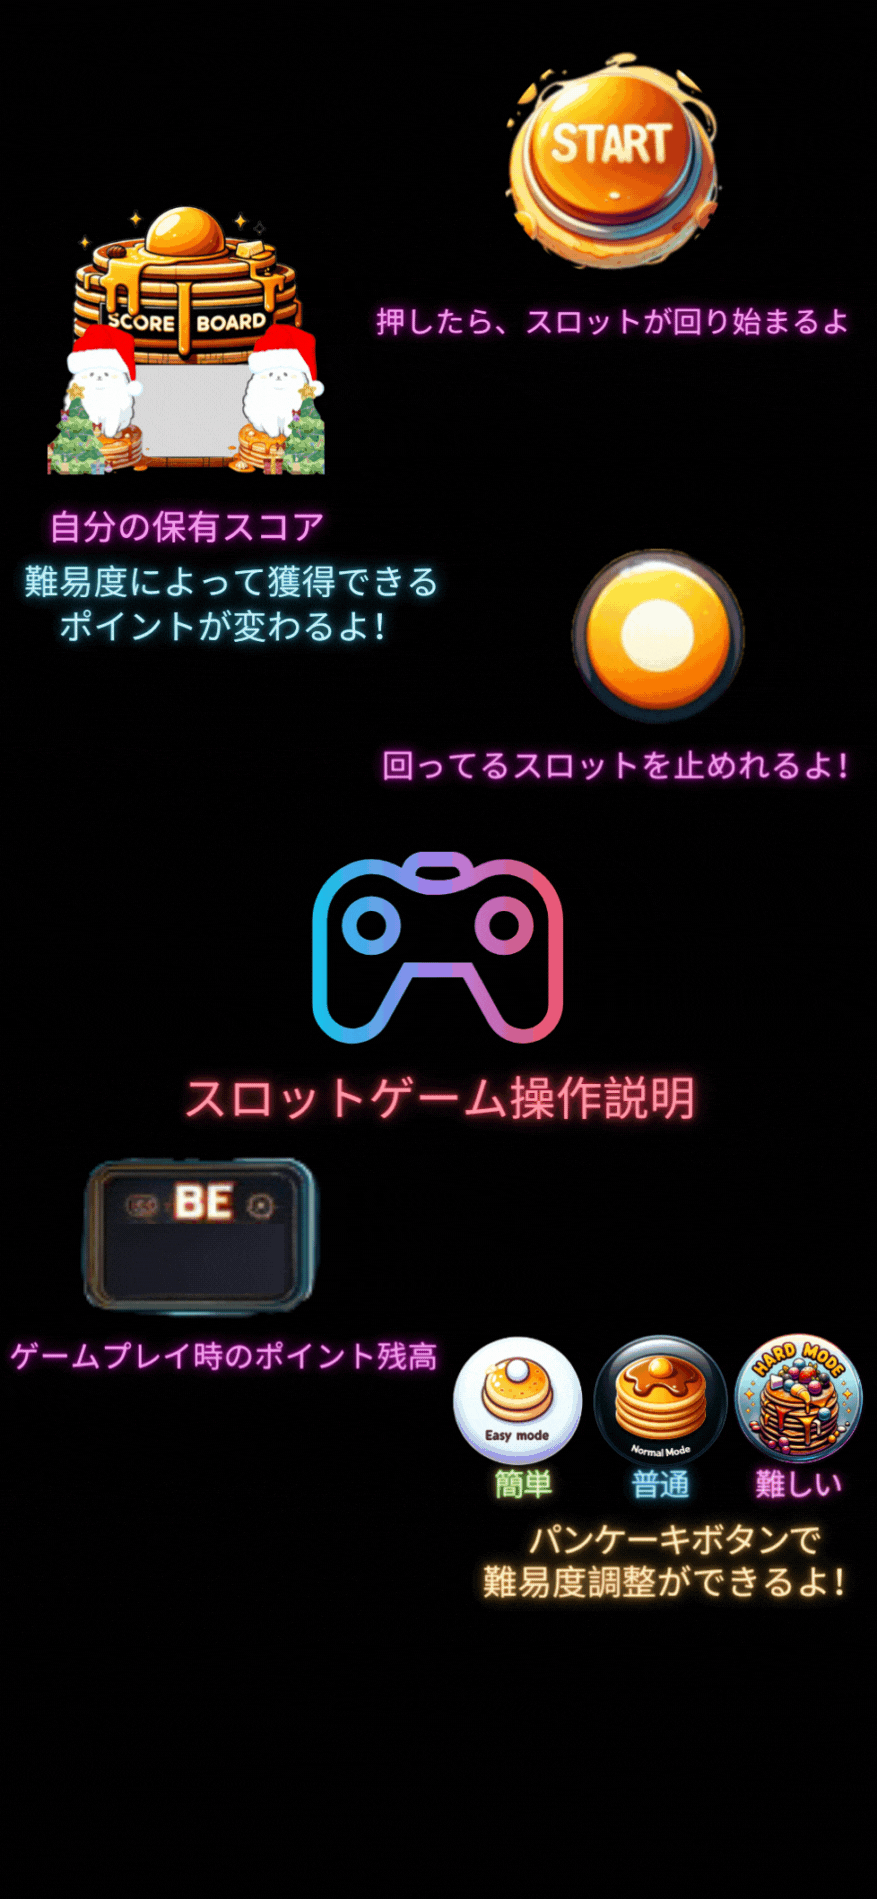 START
押したら、スロットが回り始まるよ
SCORE BOARD
自分の保有スコア
難易度によって獲得できる
ポイントが変わるよ!
回ってるスロットを止めれるよ!
スロットゲーム操作説明
BE
ゲームプレイ時のポイント残高
Easy mode
Normal Mode
HARD MODE
簡単
普通
難しい
パンケーキボタンで
難易度調整ができるよ!